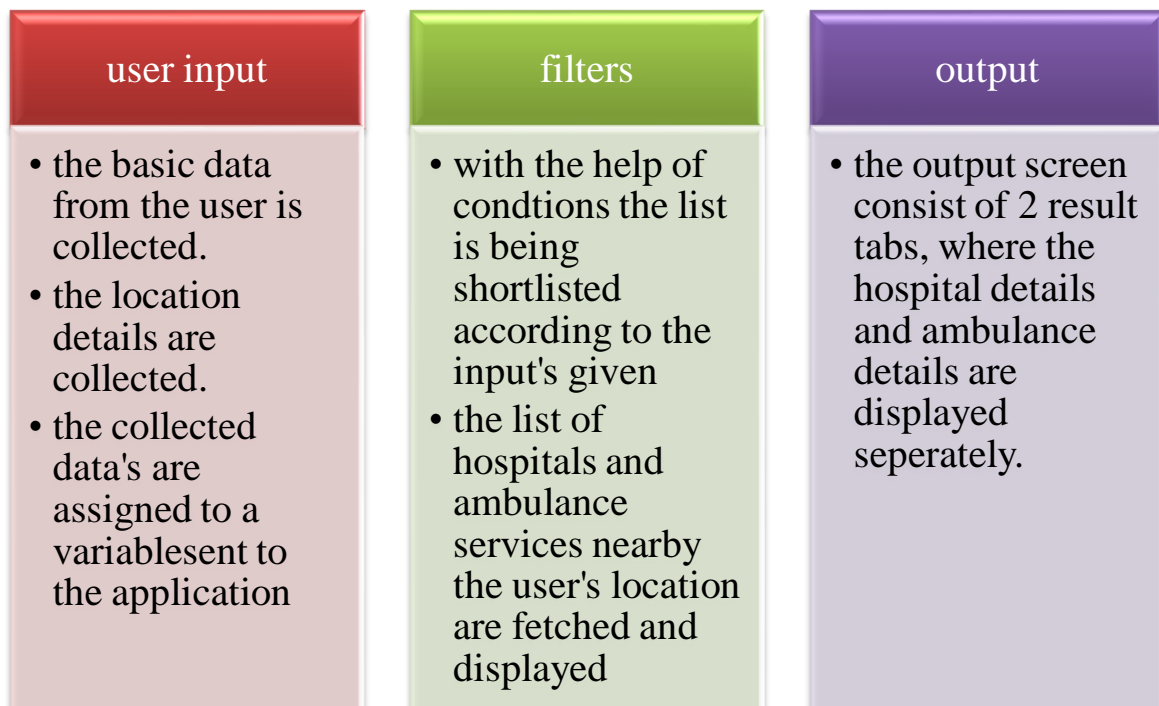 user input
• the basic data
from the user is
collected.
• the location
details are
collected.
• the collected
data's are
assigned to a
variablesent to
the application
filters
• with the help of
condtions the list
is being
shortlisted
according to the
input's given
• the list of
hospitals and
ambulance
services nearby
the user's location
are fetched and
displayed
output
• the output screen
consist of 2 result
tabs, where the
hospital details
and ambulance
details are
displayed
seperately.